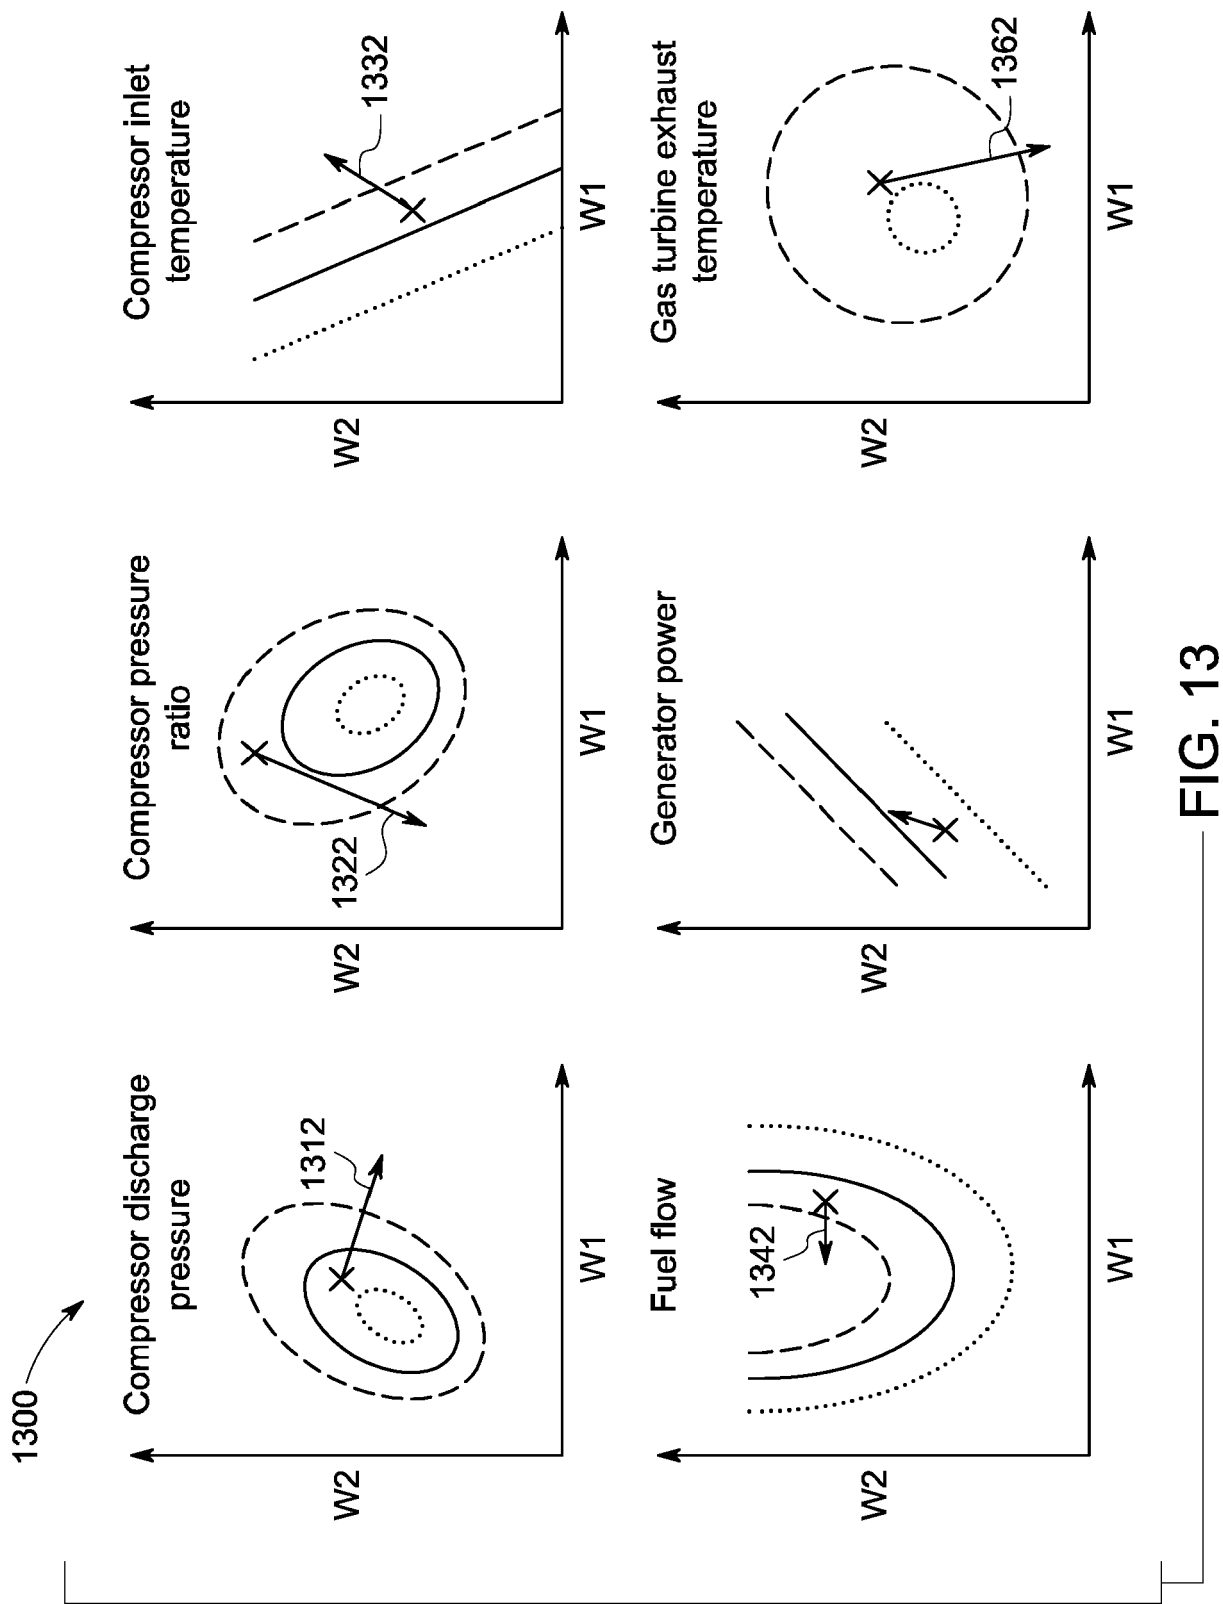 1300
Compressor discharge
pressure
W2
1312
W1
Compressor pressure
ratio
W2
1322
W1
Compressor inlet
temperature
W2
1332
W1
Fuel flow
W2
1342
W1
Generator power
W2
W1
Gas turbine exhaust
temperature
W2
1362
W1
FIG. 13